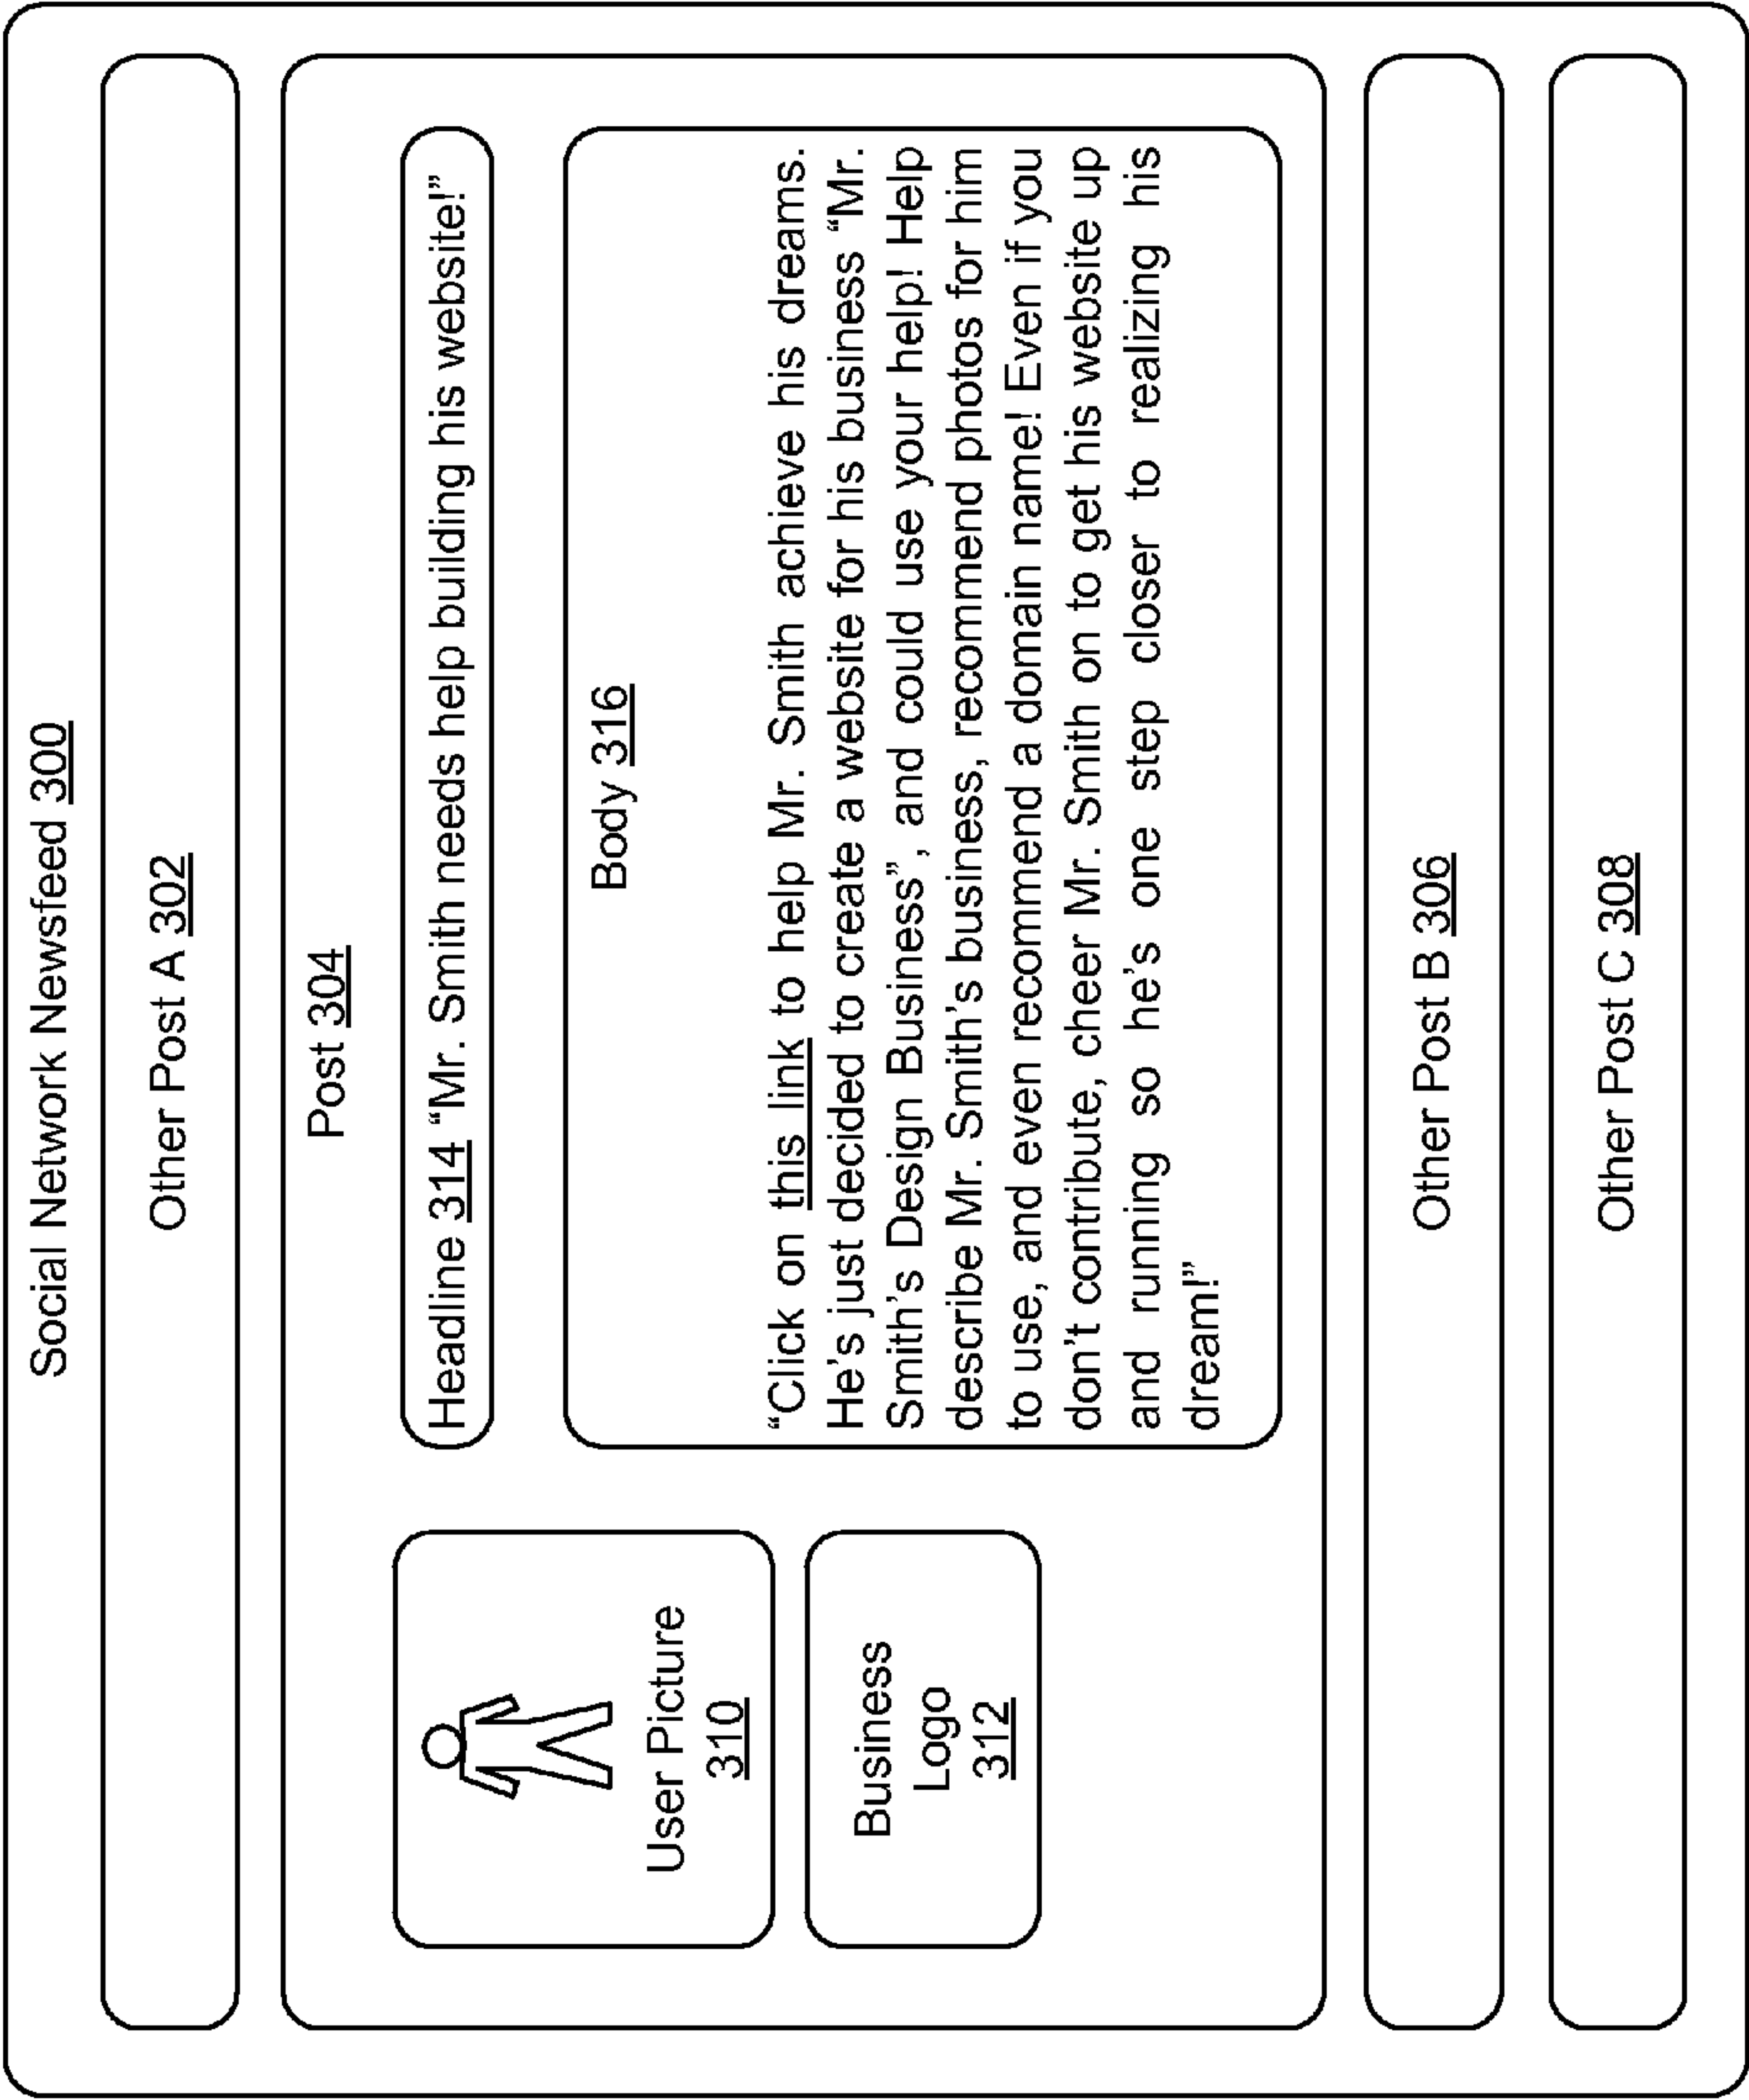 Social Network Newsfeed 300
Other Post A 302
Post 304
User Picture
310
Business
Logo
312
Headline 314 “Mr. Smith needs help building his website!”
Body 316
“Click on this link to help Mr. Smith achieve his dreams.
He’s just decided to create a website for his business “Mr.
Smith’s Design Business”, and could use your help! Help
describe Mr. Smith’s business, recommend photos for him
to use, and even recommend a domain name! Even if you
don’t contribute, cheer Mr. Smith on to get his website up
and running so he’s one step closer to realizing his
dream!”
Other Post B 306
Other Post C 308